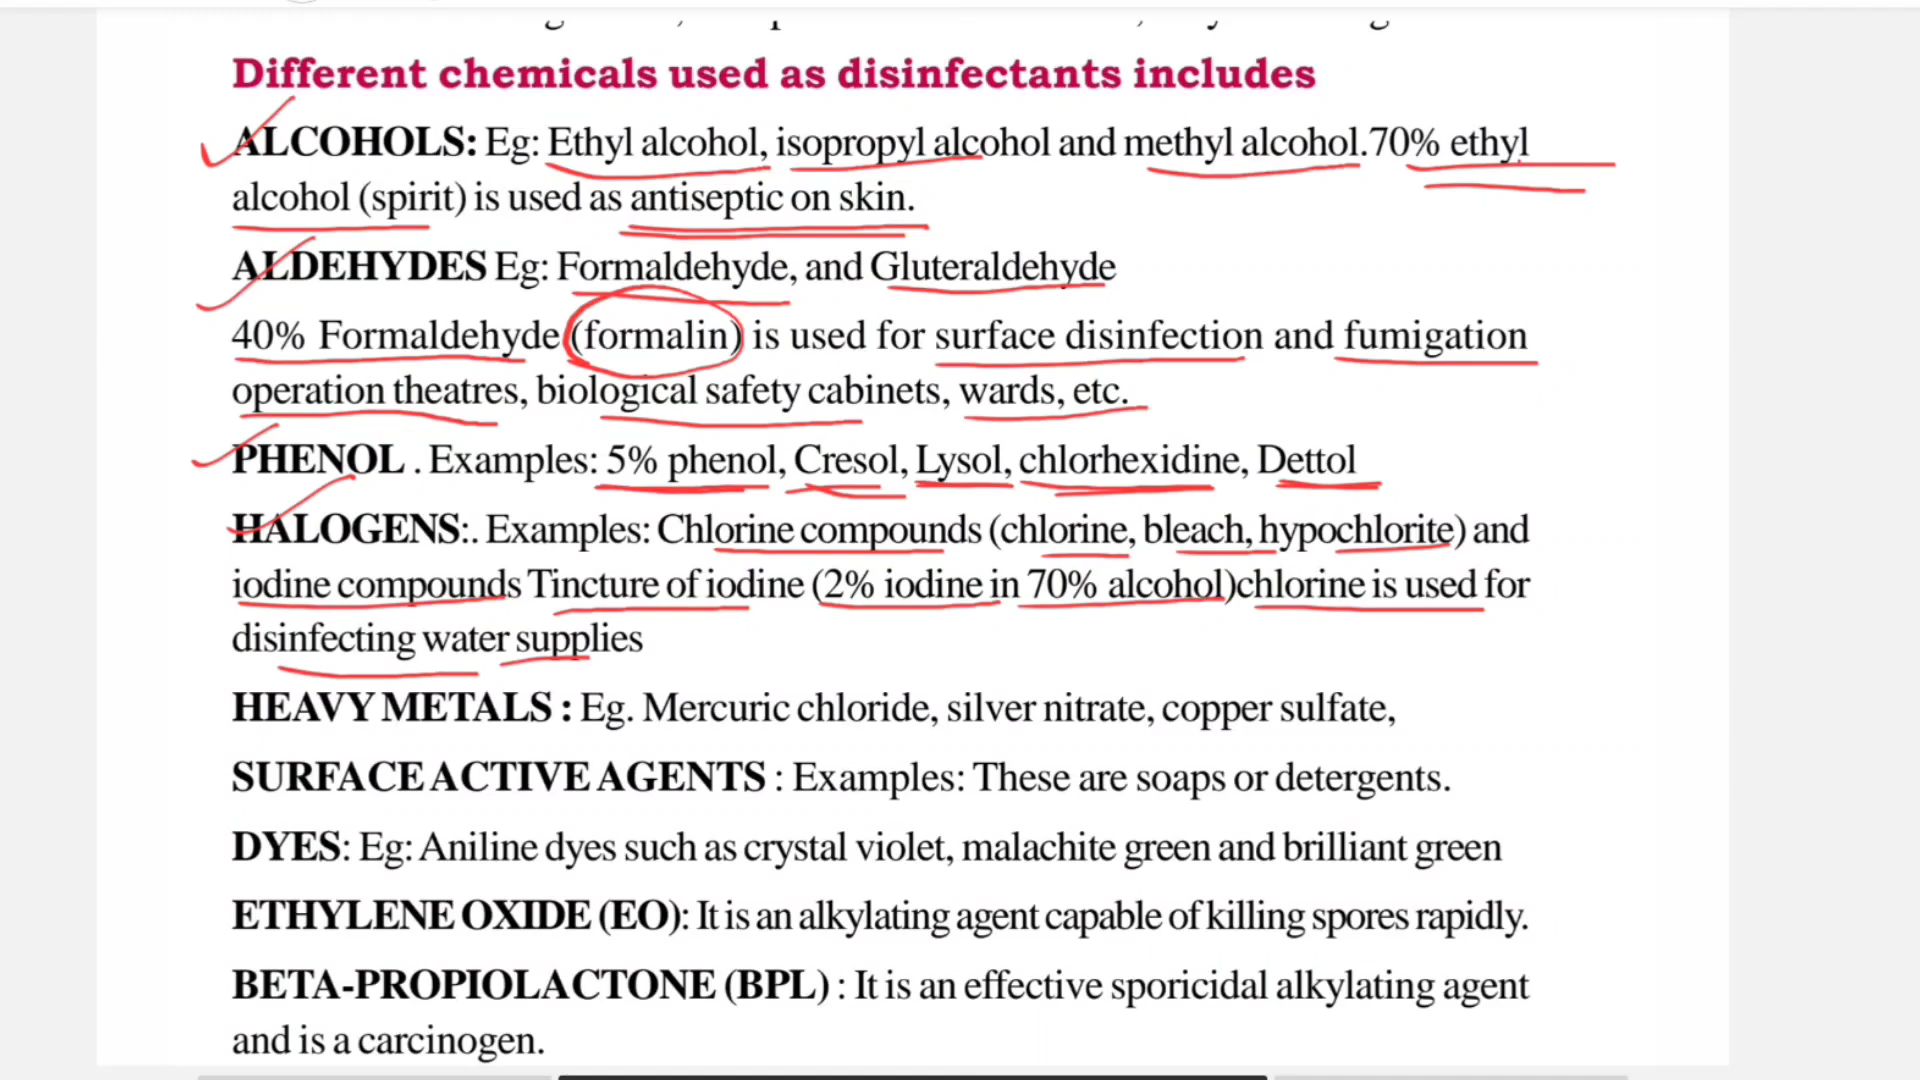 Different chemicals used as disinfectants includes
ALCOHOLS: Eg: Ethyl alcohol, isopropyl alcohol and methyl alcohol.70% ethyl
alcohol (spirit) is used as antiseptic on skin.
ALDEHYDES Eg: Formaldehyde, and Gluteraldehyde
40% Formaldehyde (formalin) is used for surface disinfection and fumigation
operation theatres, biological safety cabinets, wards, etc.
PHENOL . Examples: 5% phenol, Cresol, Lysol, chlorhexidine, Dettol
HALOGENS:. Examples: Chlorine compounds (chlorine, bleach, hypochlorite) and
iodine compounds Tincture of iodine (2% iodine in 70% alcohol)chlorine is used for
disinfecting water supplies
HEAVY METALS : Eg. Mercuric chloride, silver nitrate, copper sulfate,
SURFACE ACTIVE AGENTS : Examples: These are soaps or detergents.
DYES: Eg: Aniline dyes such as crystal violet, malachite green and brilliant green
ETHYLENE OXIDE (EO): It is an alkylating agent capable of killing spores rapidly.
BETA-PROPIOLACTONE (BPL) : It is an effective sporicidal alkylating agent
and is a carcinogen.